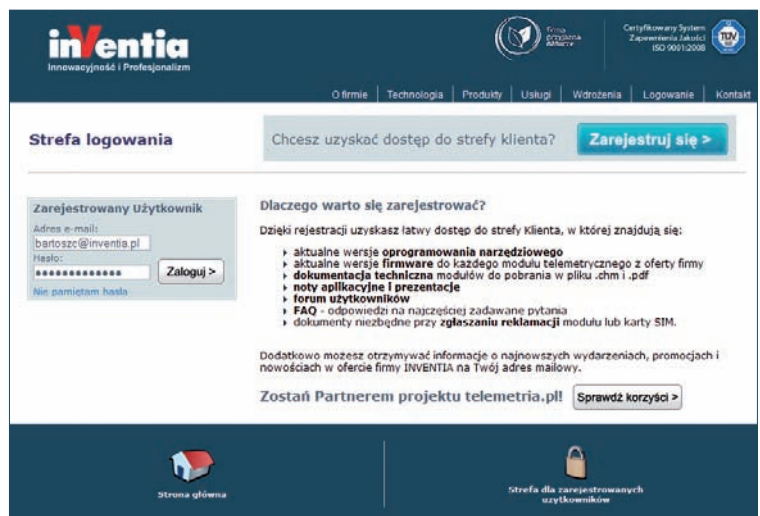 inVentia
Innowacyjność i Profesjonalizm
firma
przyjazna
naturze
Certyfikowany System
Zapewnienia Jakości
ISO 9001:2008
TÜV
O firmie
Technologia
Produkty
Usługi
Wdrożenia
Logowanie
Kontakt
Strefa logowania
Chcesz uzyskać dostęp do strefy klienta?
Zarejestruj się >
Zarejestrowany Użytkownik
Adres e-mail:
bartoszc@inventia.pl
Hasło:
•••••••••••••
Zaloguj >
Nie pamiętam hasła
Dlaczego warto się zarejestrować?
Dzięki rejestracji uzyskasz łatwy dostęp do strefy Klienta, w której znajdują się:
aktualne wersje oprogramowania narzędziowego
aktualne wersje firmware do każdego modułu telemetrycznego z oferty firmy
dokumentacja techniczna modułów do pobrania w pliku .chm i .pdf
noty aplikacyjne i prezentacje
forum użytkowników
FAQ - odpowiedzi na najczęściej zadawane pytania
dokumenty niezbędne przy zgłaszaniu reklamacji modułu lub karty SIM.
Dodatkowo możesz otrzymywać informacje o najnowszych wydarzeniach, promocjach i
nowościach w ofercie firmy INVENTIA na Twój adres mailowy.
Zostań Partnerem projektu telemetria.pl!
Sprawdź korzyści >
Strona główna
Strefa dla zarejestrowanych
użytkowników